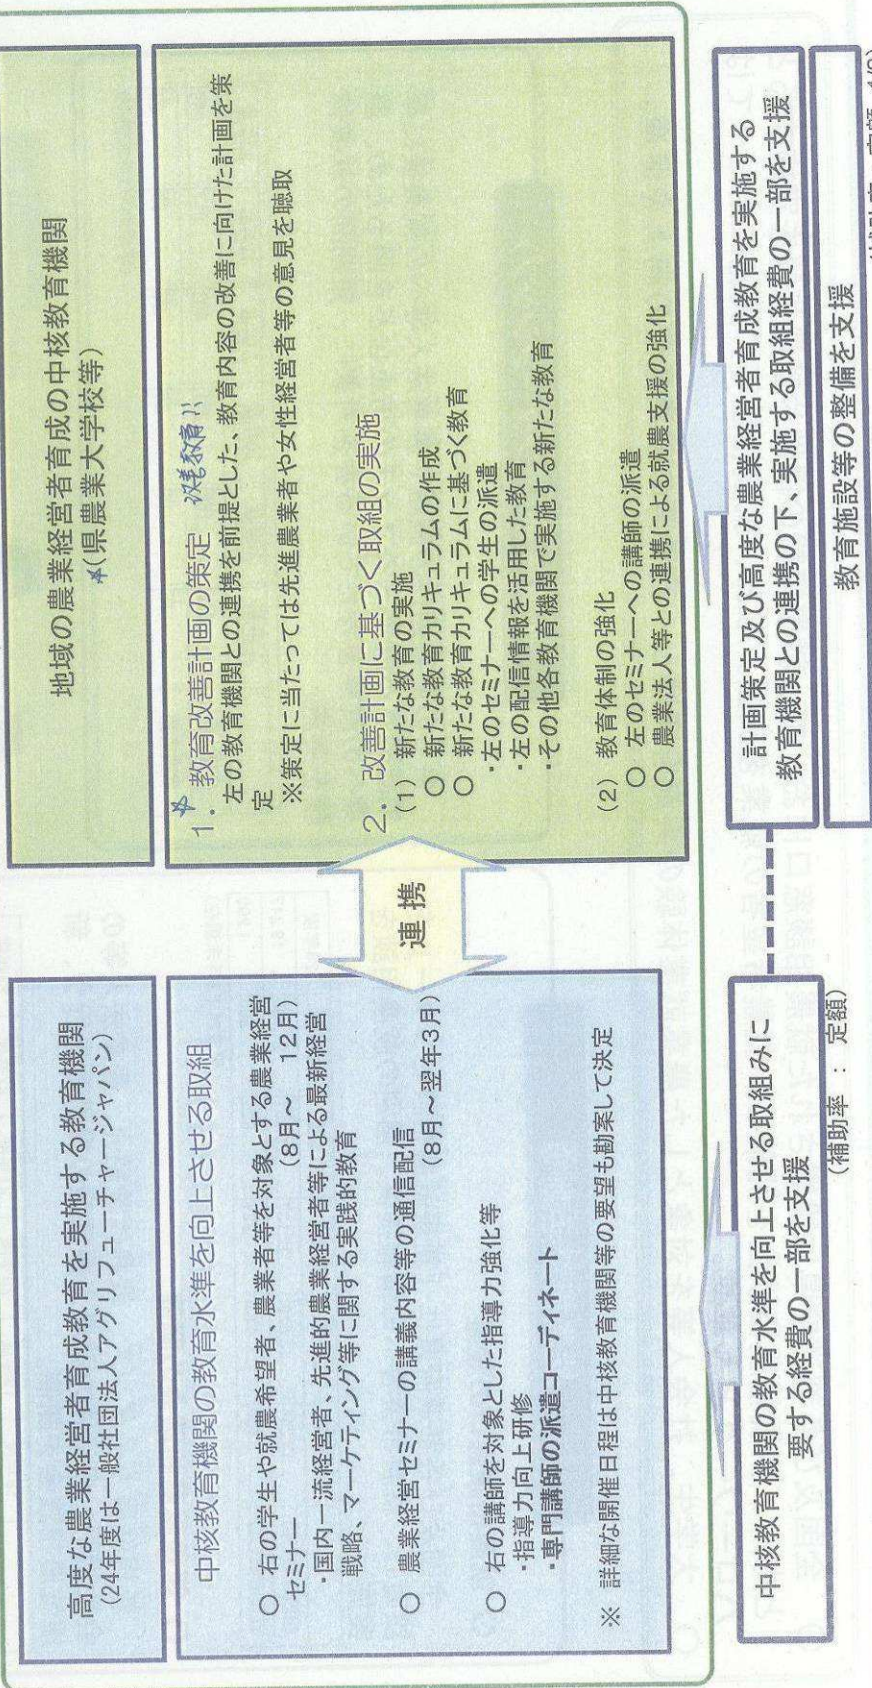 高度な農業経営者育成教育を実施する教育機関
(24年度は一般社団法人アグリフューチャージャパン)
中核教育機関の教育水準を向上させる取組
○ 右の学生や就農希望者、農業者等を対象とする農業経営
セミナー (8月~ 12月)
・国内一流経営者、先進的農業経営者等による最新経営
戦略、マーケティング等に関する実践的教育
○ 農業経営セミナーの講義内容等の通信配信
(8月~翌年3月)
○ 右の講師を対象とした指導力強化等
・指導力向上研修
・専門講師の派遣コーディネート
※ 詳細な開催日程は中核教育機関等の要望も勘案して決定
中核教育機関の教育水準を向上させる取組みに
要する経費の一部を支援
(補助率 : 定額)
連 携
地域の農業経営者育成の中核教育機関
(県農業大学校等)
1. 教育改善計画の策定
左の教育機関との連携を前提とした、教育内容の改善に向けた計画を策
定
※策定に当たっては先進農業者や女性経営者等の意見を聴取
2. 改善計画に基づく取組の実施
(1) 新たな教育の実施
○ 新たな教育カリキュラムの作成
○ 新たな教育カリキュラムに基づく教育
・左のセミナーへの学生の派遣
・左の配信情報を活用した教育
・その他各教育機関で実施する新たな教育
(2) 教育体制の強化
○ 左のセミナーへの講師の派遣
○ 農業法人等との連携による就農支援の強化
計画策定及び高度な農業経営者育成教育を実施する
教育機関との連携の下、実施する取組経費の一部を支援
教育施設等の整備を支援